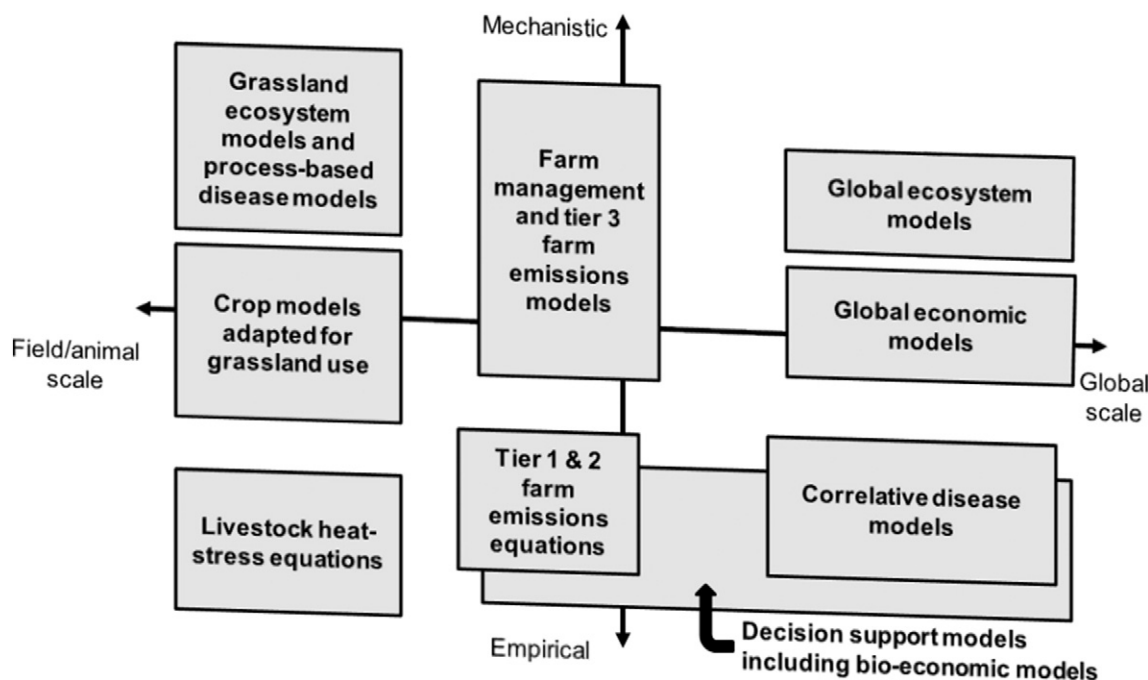 Mechanistic
Grassland
ecosystem
models and
process-based
disease models
Farm
management
and tier 3
farm
emissions
models
Global ecosystem
models
Crop models
adapted for
grassland use
Global economic
models
Field/animal
scale
Global
scale
Tier 1 & 2
farm
emissions
equations
Correlative disease
models
Livestock heat-
stress equations
Empirical
Decision support models
including bio-economic models